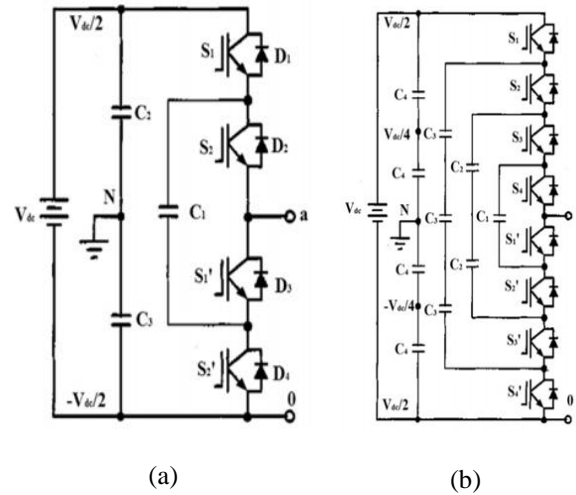 Vdc/2
S1
D1
C2
S2
D2
N
C1
a
Vdc
S1'
D3
C3
S2'
D4
-Vdc/2
0
(a)
Vdc/2
S1
C4
S2
Vdc/4
C3
S3
C2
C4
S4
Vdc
N
C3
C1
S1'
C4
C2
S2'
-Vdc/4
C3
S3'
C4
S4'
-Vdc/2
0
(b)